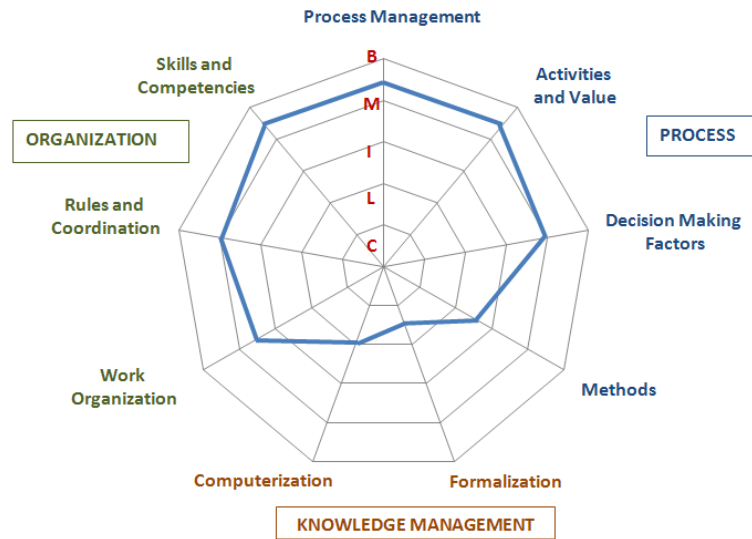 Process Management
B
Skills and
Competencies
Activities
and Value
M
ORGANIZATION
PROCESS
I
L
Rules and
Coordination
Decision Making
Factors
C
Work
Organization
Methods
Computerization
Formalization
KNOWLEDGE MANAGEMENT